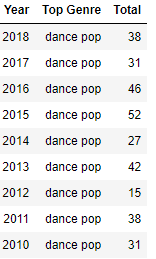 Year Top Genre Total
2018 dance pop 38
2017 dance pop 31
2016 dance pop 46
2015 dance pop 52
2014 dance pop 27
2013 dance pop 42
2012 dance pop 15
2011 dance pop 38
2010 dance pop 31